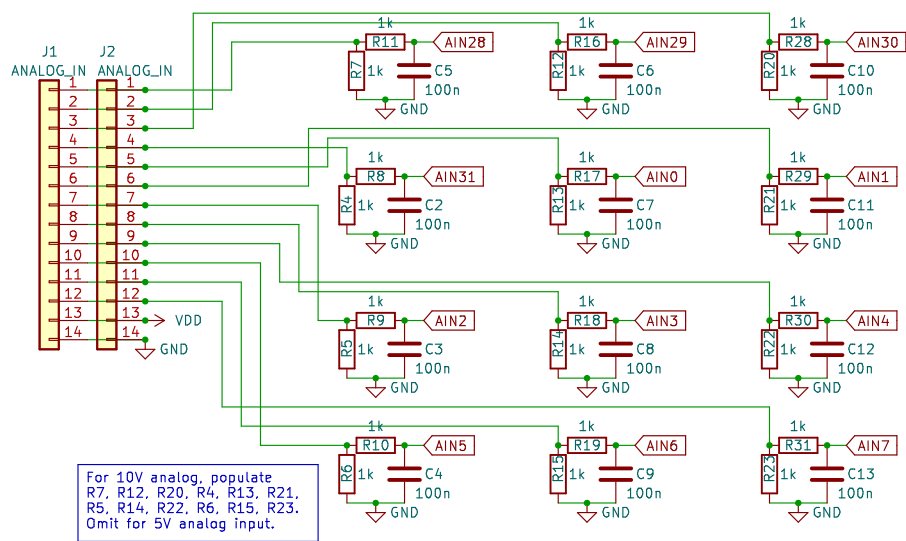 J1
ANALOG_IN
1
2
3
4
5
6
7
8
9
10
11
12
13
14
J2
ANALOG_IN
1
2
3
4
5
6
7
8
9
10
11
12
13
14
VDD
GND
1k
R11
AIN28
R7
1k
C5
100n
GND
1k
R16
AIN29
R12
1k
C6
100n
GND
1k
R28
AIN30
R20
1k
C10
100n
GND
1k
R8
AIN31
R4
1k
C2
100n
GND
1k
R17
AIN0
R13
1k
C7
100n
GND
1k
R29
AIN1
R21
1k
C11
100n
GND
1k
R9
AIN2
R5
1k
C3
100n
GND
1k
R18
AIN3
R14
1k
C8
100n
GND
1k
R30
AIN4
R22
1k
C12
100n
GND
1k
R10
AIN5
R6
1k
C4
100n
GND
1k
R19
AIN6
R15
1k
C9
100n
GND
1k
R31
AIN7
R23
1k
C13
100n
GND
For 10V analog, populate
R7, R12, R20, R4, R13, R21,
R5, R14, R22, R6, R15, R23.
Omit for 5V analog input.